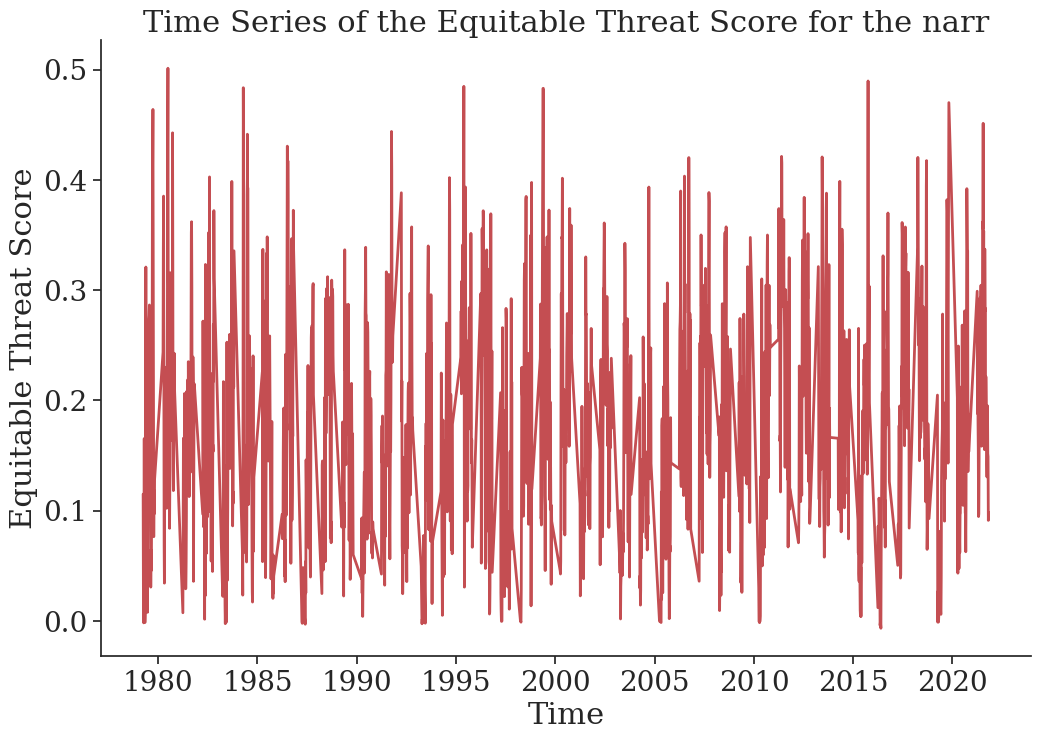 Time Series of the Equitable Threat Score for the narr
Equitable Threat Score
0.5
0.4
0.3
0.2
0.1
0.0
1980 1985 1990 1995 2000 2005 2010 2015 2020
Time